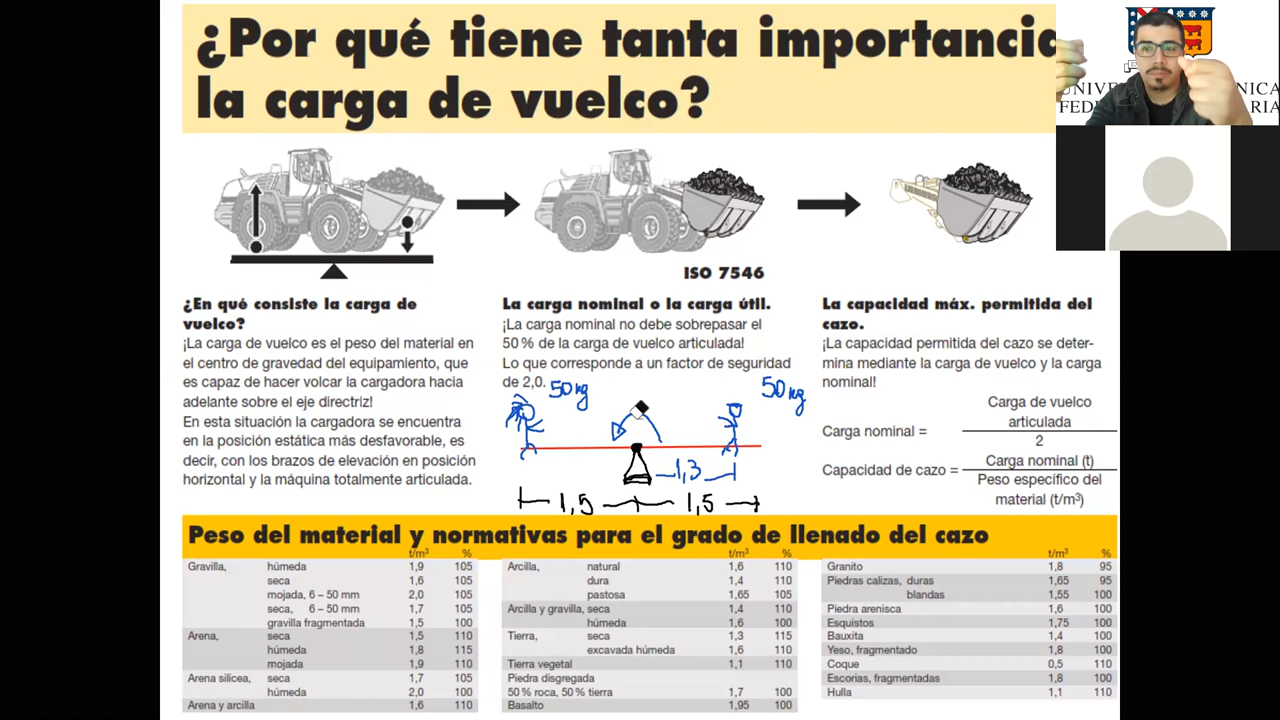 ¿Por qué tiene tanta importancia
la carga de vuelco?
ISO 7546
¿En qué consiste la carga de
vuelco?
¡La carga de vuelco es el peso del material en
el centro de gravedad del equipamiento, que
es capaz de hacer volcar la cargadora hacia
adelante sobre el eje directriz!
En esta situación la cargadora se encuentra
en la posición estática más desfavorable, es
decir, con los brazos de elevación en posición
horizontal y la máquina totalmente articulada.
La carga nominal o la carga útil.
¡La carga nominal no debe sobrepasar el
50 % de la carga de vuelco articulada!
Lo que corresponde a un factor de seguridad
de 2,0.
50 kg
50 kg
1,3
1,5
1,5
La capacidad máx. permitida del
cazo.
¡La capacidad permitida del cazo se deter-
mina mediante la carga de vuelco y la carga
nominal!
Carga nominal =
Carga de vuelco
articulada
2
Capacidad de cazo =
Carga nominal (t)
Peso específico del
material (t/m³)
Peso del material y normativas para el grado de llenado del cazo
t/m³ %
Gravilla, húmeda 1,9 105
seca 1,6 105
mojada, 6 – 50 mm 2,0 105
seca, 6 – 50 mm 1,7 105
gravilla fragmentada 1,5 100
Arena, seca 1,5 110
húmeda 1,8 115
mojada 1,9 110
Arena silícea, seca 1,7 105
húmeda 2,0 100
Arena y arcilla 1,6 110
t/m³ %
Arcilla, natural 1,6 110
dura 1,4 110
pastosa 1,65 105
Arcilla y gravilla, seca 1,4 110
húmeda 1,6 100
Tierra, seca 1,3 115
excavada húmeda 1,6 110
Tierra vegetal 1,1 110
Piedra disgregada
50 % roca, 50 % tierra 1,7 100
Basalto 1,95 100
t/m³ %
Granito 1,8 95
Piedras calizas, duras 1,65 95
blandas 1,55 100
Piedra arenisca 1,6 100
Esquistos 1,75 100
Bauxita 1,4 100
Yeso, fragmentado 1,8 100
Coque 0,5 110
Escorias, fragmentadas 1,8 100
Hulla 1,1 110